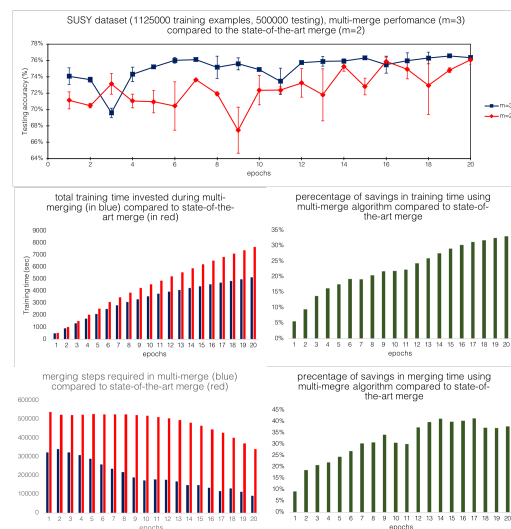 SUSY dataset (1125000 training examples, 500000 testing), multi-merge perfomance (m=3)
compared to the state-of-the-art merge (m=2)
Testing accuracy (%)
78%
76%
74%
72%
70%
68%
66%
64%
0 2 4 6 8 10 12 14 16 18 20
epochs
m=3
m=2
total training time invested during multi-
merging (in blue) compared to state-of-the-
art merge (in red)
Training time (sec)
9000
8000
7000
6000
5000
4000
3000
2000
1000
0
1 2 3 4 5 6 7 8 9 10 11 12 13 14 15 16 17 18 19 20
epochs
perecentage of savings in training time using
multi-merge algorithm compared to state-of-
the-art merge
35%
30%
25%
20%
15%
10%
5%
0%
1 2 3 4 5 6 7 8 9 10 11 12 13 14 15 16 17 18 19 20
epochs
merging steps required in multi-merge (blue)
compared to state-of-the-art merge (red)
600000
500000
400000
300000
200000
100000
0
1 2 3 4 5 6 7 8 9 10 11 12 13 14 15 16 17 18 19 20
epochs
precentage of savings in merging time using
multi-megre algorithm compared to state-of-
the-art merge
45%
40%
35%
30%
25%
20%
15%
10%
5%
0%
1 2 3 4 5 6 7 8 9 10 11 12 13 14 15 16 17 18 19 20
epochs